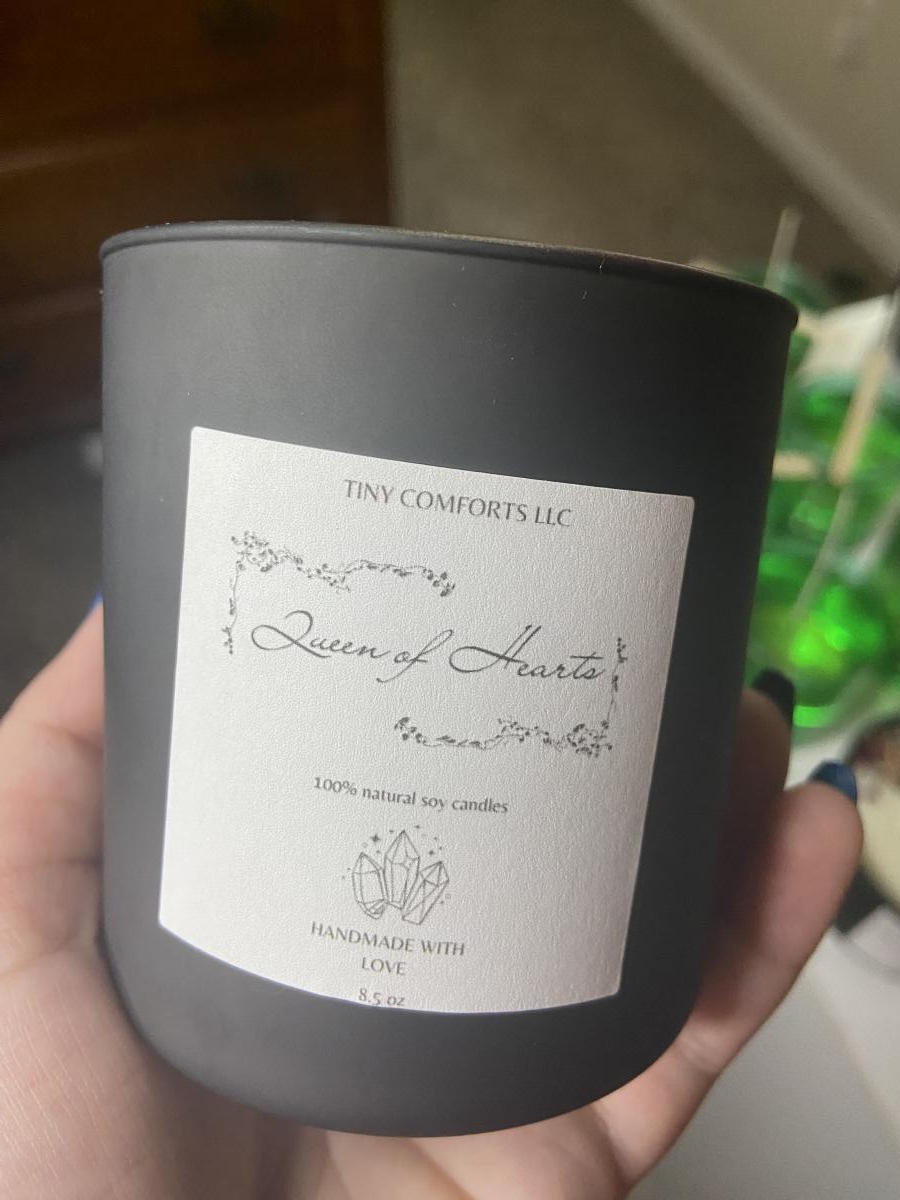 TINY COMFORTS LLC
Queen of Hearts
100% natural soy candles
HANDMADE WITH
LOVE
8.5 oz